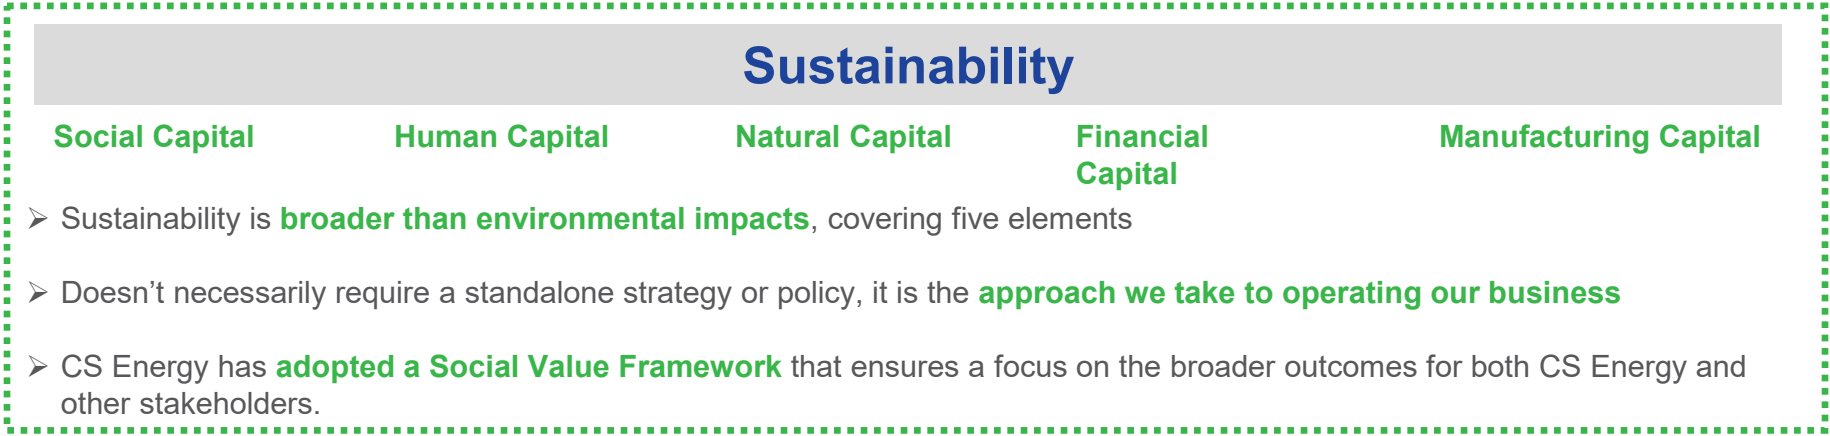 Sustainability
Social Capital
Human Capital
Natural Capital
Financial
Capital
Manufacturing Capital
➢ Sustainability is broader than environmental impacts, covering five elements
➢ Doesn’t necessarily require a standalone strategy or policy, it is the approach we take to operating our business
➢ CS Energy has adopted a Social Value Framework that ensures a focus on the broader outcomes for both CS Energy and
other stakeholders.